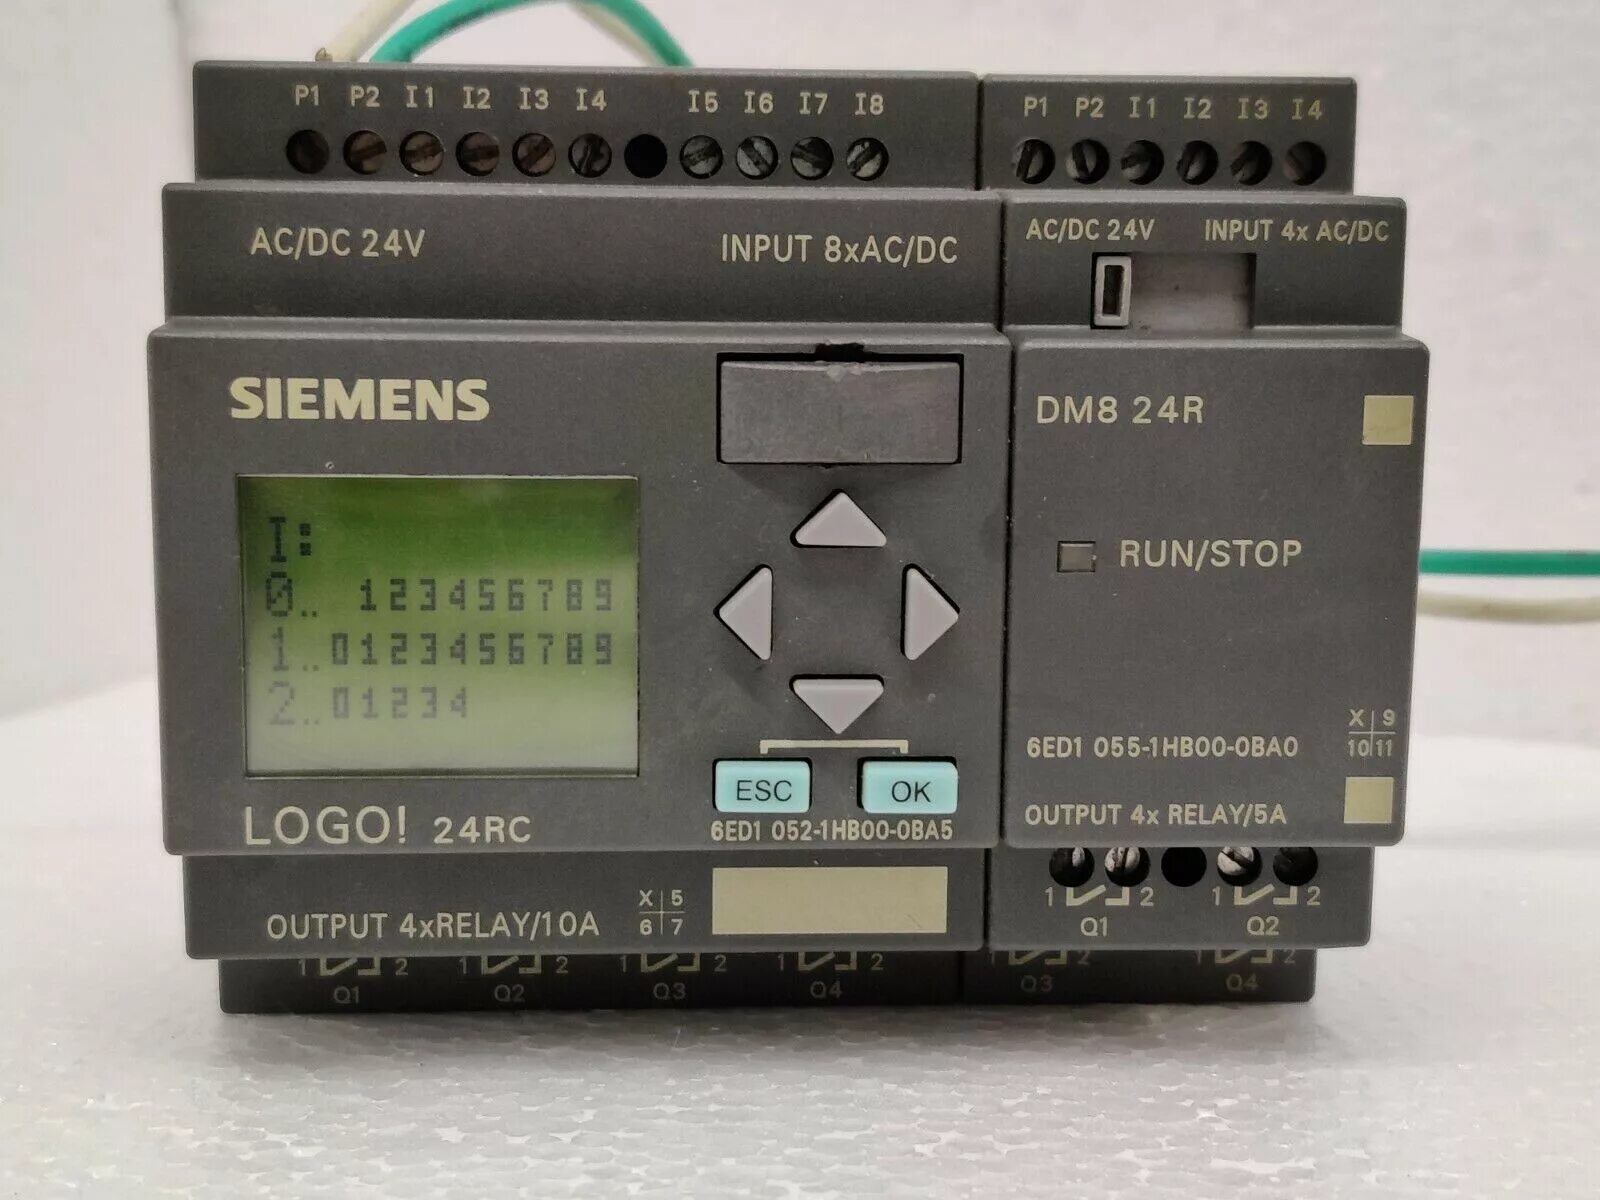 P1 P2 I1 I2 I3 I4 I5 I6 I7 I8
P1 P2 I1 I2 I3 I4
AC/DC 24V INPUT 8xAC/DC
AC/DC 24V INPUT 4x AC/DC
SIEMENS
DM8 24R
I:
0.. 123456789
1..0123456789
2..01234
RUN/STOP
ESC OK
LOGO! 24RC
6ED1 052-1HB00-0BA5
6ED1 055-1HB00-0BA0
X 9
10 11
OUTPUT 4x RELAY/5A
OUTPUT 4xRELAY/10A
X 5
6 7
1 2 1 2
Q1 Q2
1 2 1 2 1 2 1 2
Q1 Q2 Q3 Q4
1 2 1 2
Q3 Q4